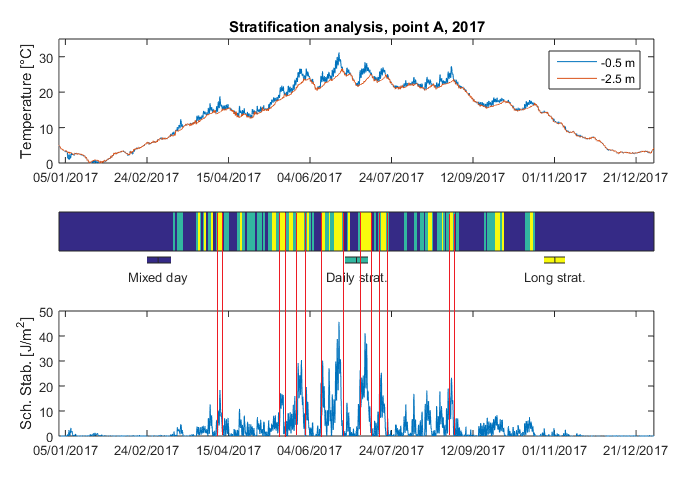 Stratification analysis, point A, 2017
Temperature [°C]
30
20
10
0
-0.5 m
-2.5 m
05/01/2017 24/02/2017 15/04/2017 04/06/2017 24/07/2017 12/09/2017 01/11/2017 21/12/2017
Mixed day Daily strat. Long strat.
Sch. Stab. [J/m²]
50
40
30
20
10
0
05/01/2017 24/02/2017 15/04/2017 04/06/2017 24/07/2017 12/09/2017 01/11/2017 21/12/2017